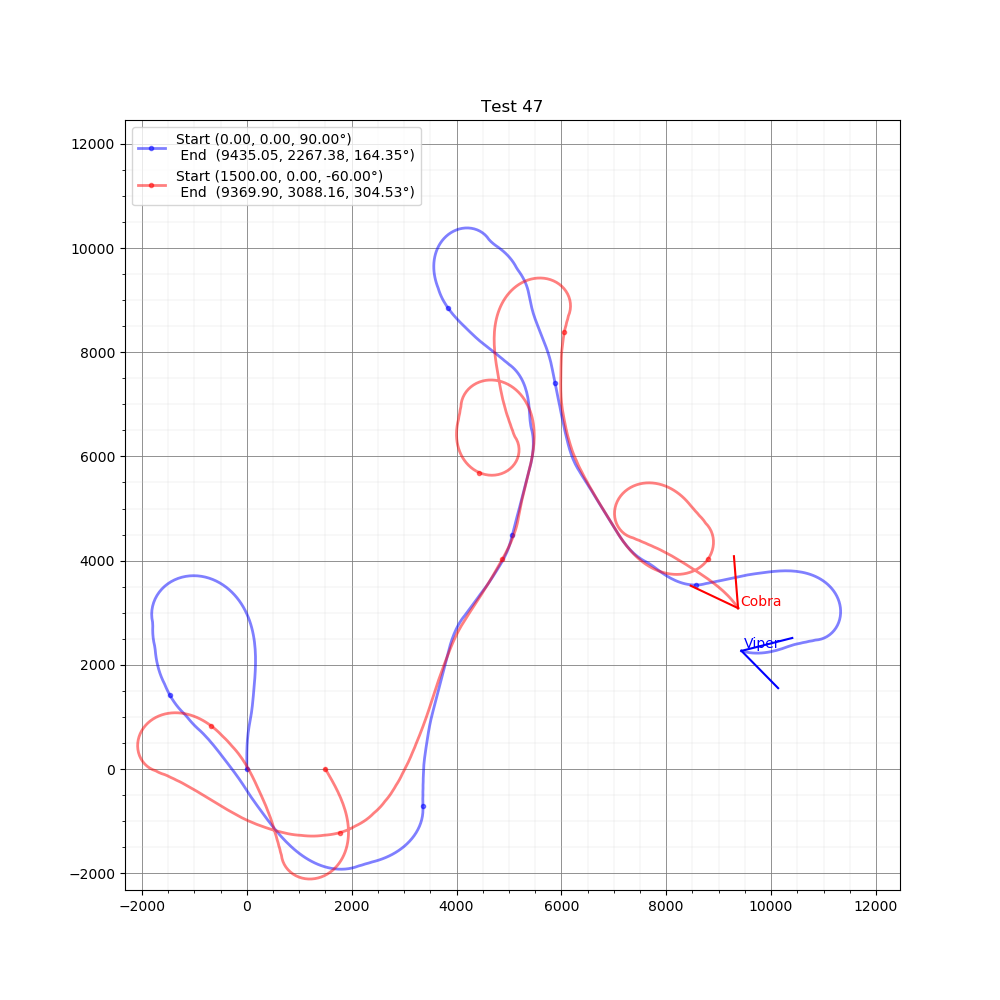 Test 47
Start (0.00, 0.00, 90.00°)
End (9435.05, 2267.38, 164.35°)
Start (1500.00, 0.00, -60.00°)
End (9369.90, 3088.16, 304.53°)
12000
10000
8000
6000
4000
2000
0
−2000
Cobra
Viper
−2000 0 2000 4000 6000 8000 10000 12000